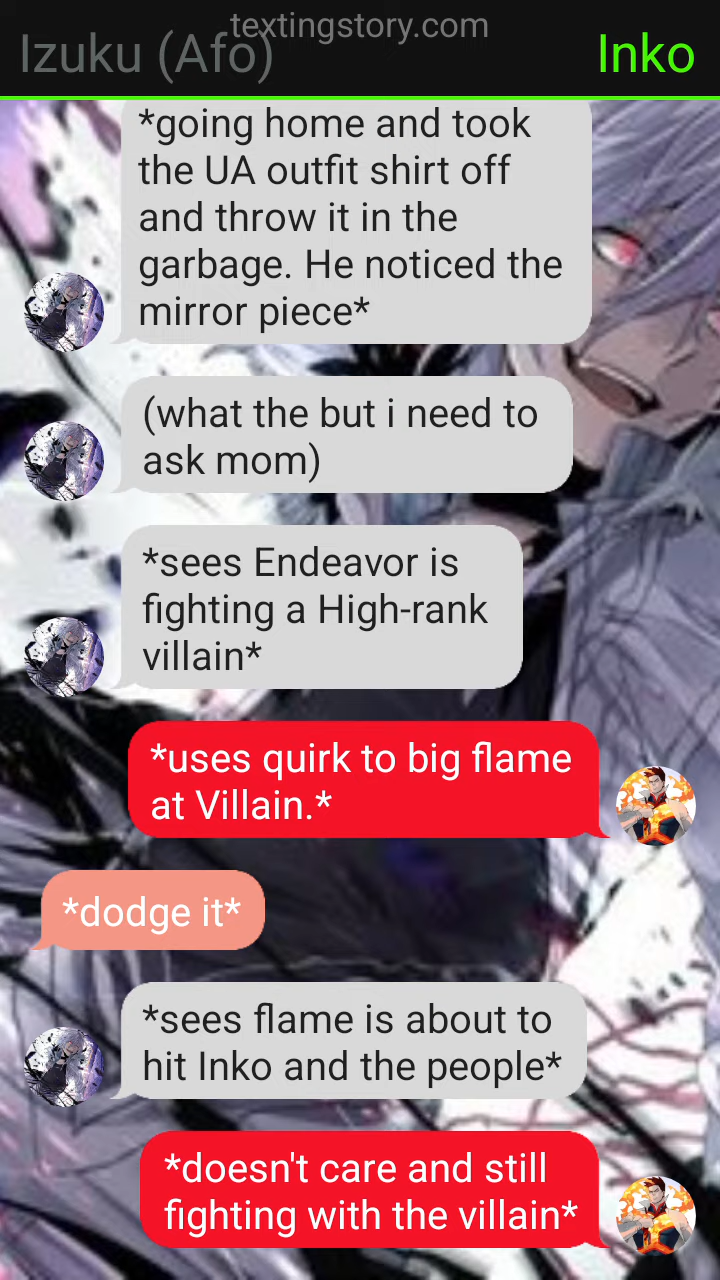 textingstory.com
Izuku (Afo)
Inko
*going home and took
the UA outfit shirt off
and throw it in the
garbage. He noticed the
mirror piece*
(what the but i need to
ask mom)
*sees Endeavor is
fighting a High-rank
villain*
*uses quirk to big flame
at Villain.*
*dodge it*
*sees flame is about to
hit Inko and the people*
*doesn't care and still
fighting with the villain*